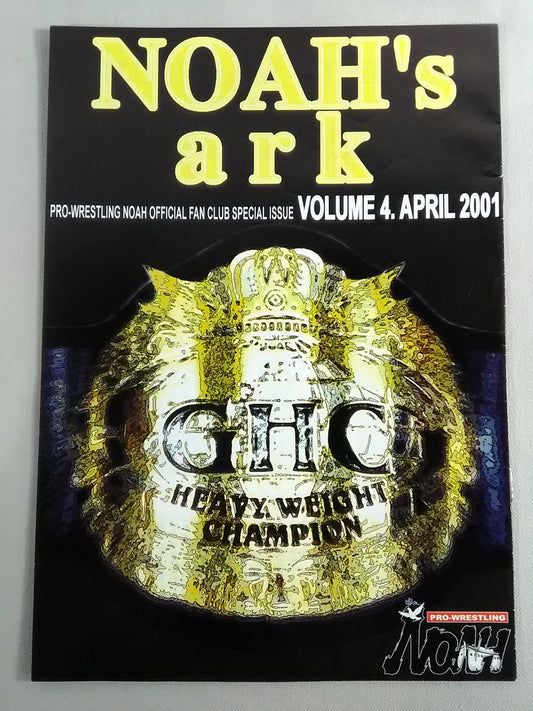 NOAH's
ark
PRO-WRESTLING NOAH OFFICIAL FAN CLUB SPECIAL ISSUE VOLUME 4. APRIL 2001
GHC
HEAVY WEIGHT
CHAMPION
PRO-WRESTLING
NOAH